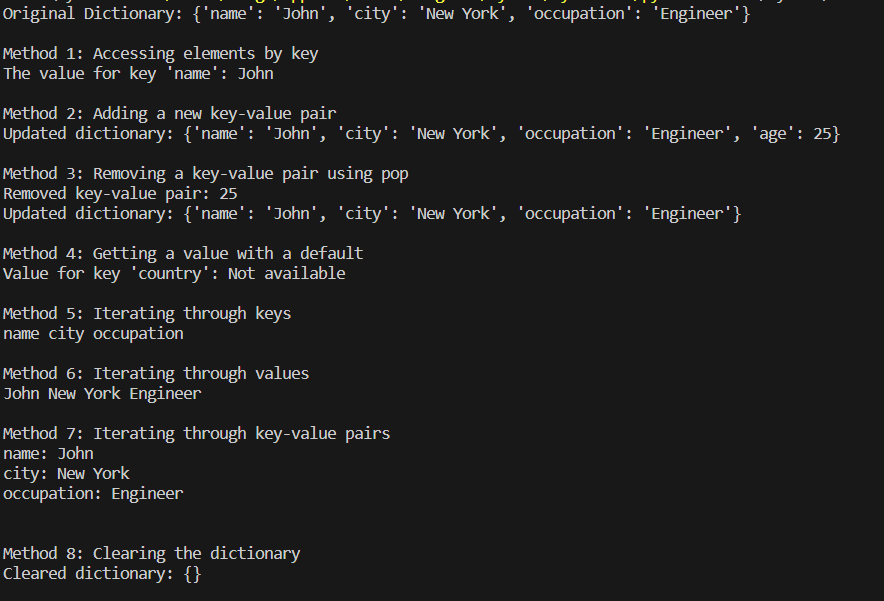 Original Dictionary: {'name': 'John', 'city': 'New York', 'occupation': 'Engineer'}
Method 1: Accessing elements by key
The value for key 'name': John
Method 2: Adding a new key-value pair
Updated dictionary: {'name': 'John', 'city': 'New York', 'occupation': 'Engineer', 'age': 25}
Method 3: Removing a key-value pair using pop
Removed key-value pair: 25
Updated dictionary: {'name': 'John', 'city': 'New York', 'occupation': 'Engineer'}
Method 4: Getting a value with a default
Value for key 'country': Not available
Method 5: Iterating through keys
name city occupation
Method 6: Iterating through values
John New York Engineer
Method 7: Iterating through key-value pairs
name: John
city: New York
occupation: Engineer
Method 8: Clearing the dictionary
Cleared dictionary: {}